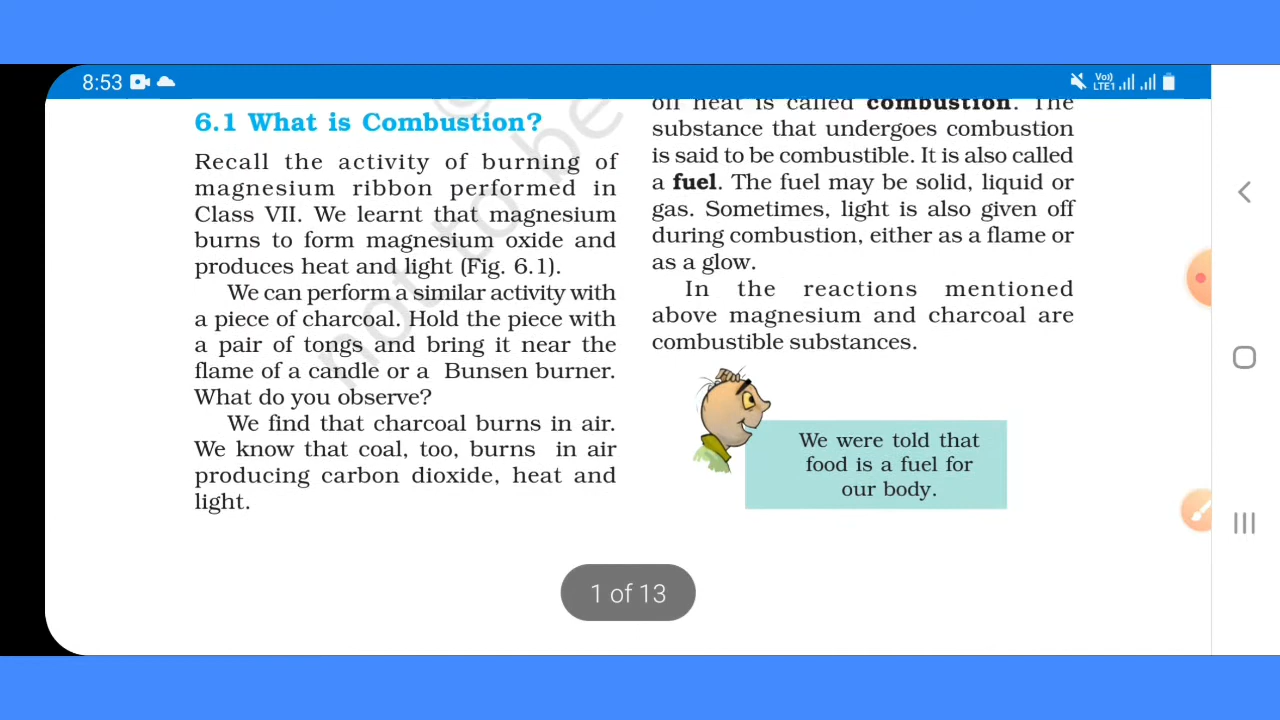 8:53
Vo)) LTE1
6.1 What is Combustion?
Recall the activity of burning of
magnesium ribbon performed in
Class VII. We learnt that magnesium
burns to form magnesium oxide and
produces heat and light (Fig. 6.1).
We can perform a similar activity with
a piece of charcoal. Hold the piece with
a pair of tongs and bring it near the
flame of a candle or a Bunsen burner.
What do you observe?
We find that charcoal burns in air.
We know that coal, too, burns in air
producing carbon dioxide, heat and
light.
off heat is called combustion. The
substance that undergoes combustion
is said to be combustible. It is also called
a fuel. The fuel may be solid, liquid or
gas. Sometimes, light is also given off
during combustion, either as a flame or
as a glow.
In the reactions mentioned
above magnesium and charcoal are
combustible substances.
We were told that
food is a fuel for
our body.
not to be
1 of 13